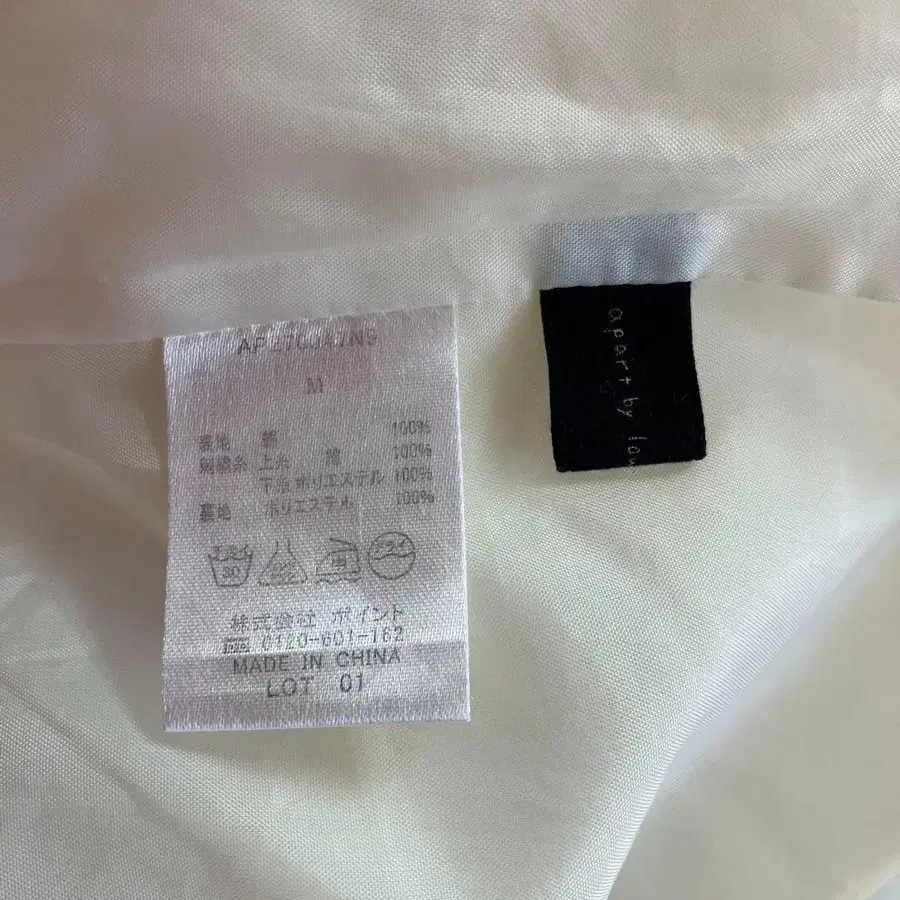 M
表地 綿 100%
刺繍糸 上糸 綿 100%
下糸 ポリエステル 100%
裏地 ポリエステル 100%
30
株式会社 ポイント
0120-601-162
MADE IN CHINA
LOT 01
apart by low